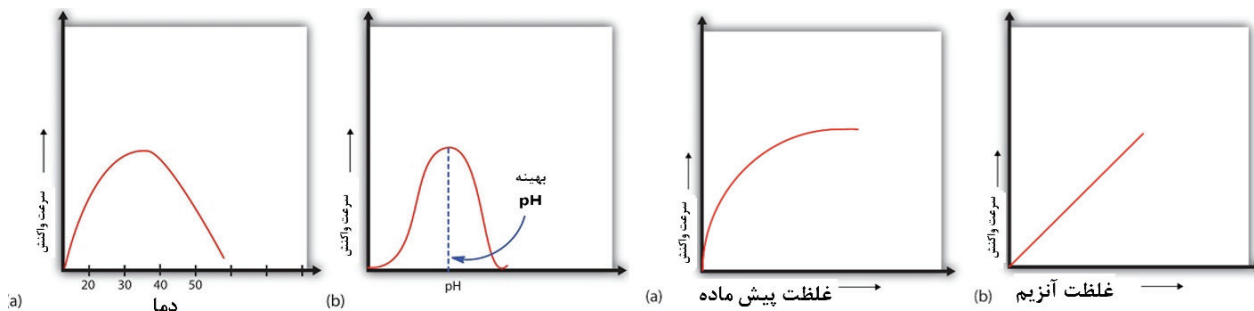 سرعت واکنش
20 30 40 50
(a)
دما
سرعت واکنش
بهینه
pH
pH
(b)
سرعت واکنش
(a)
غلظت پیش ماده
سرعت واکنش
(b)
غلظت آنزیم